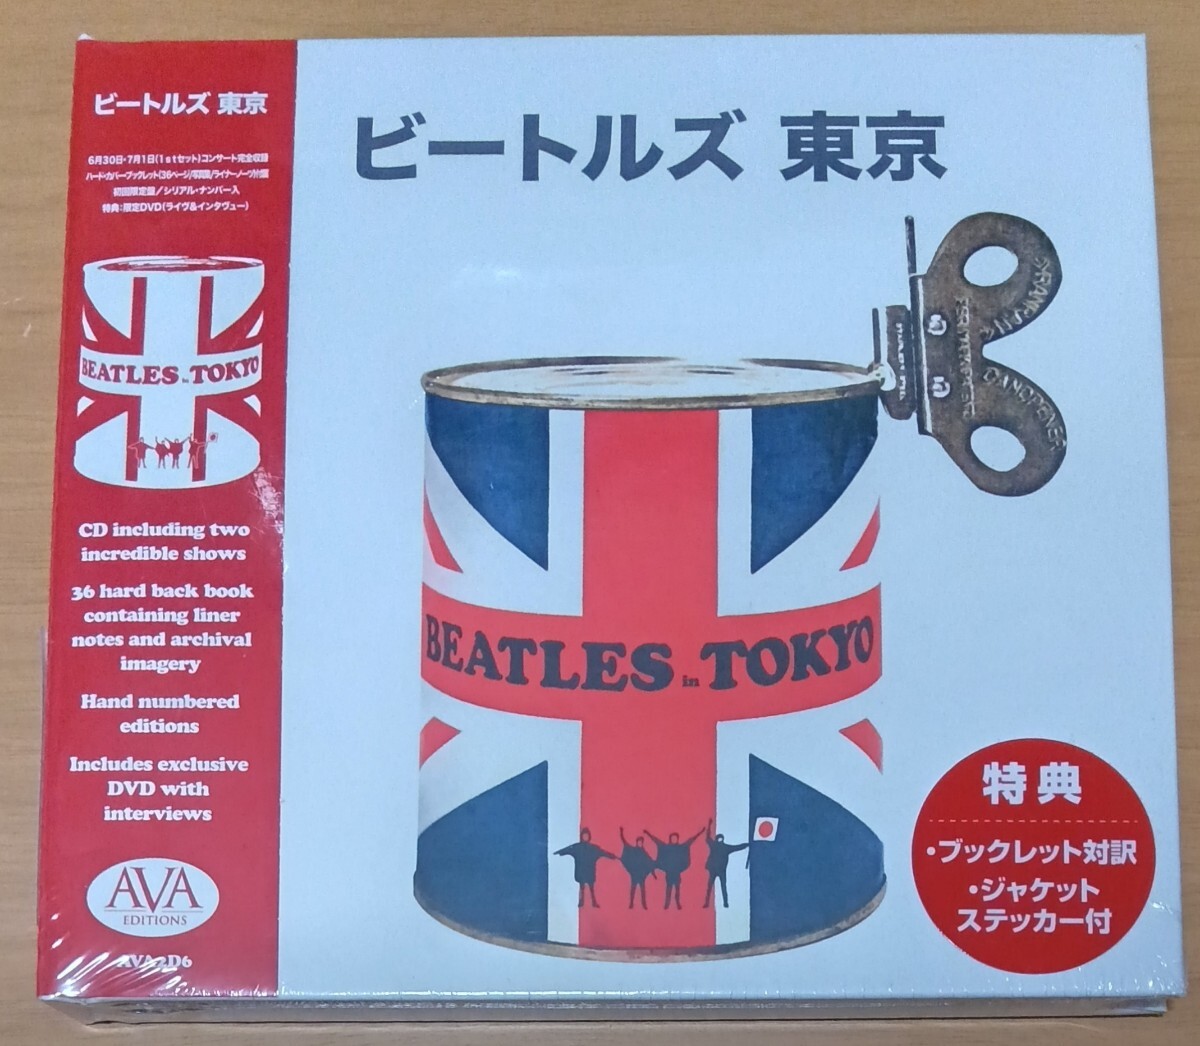 ビートルズ 東京
6月30日・7月1日(1stセット)コンサート完全収録
ハード・カバーブックレット(36ページ)/写真集/ライナーノーツ付属
初回限定盤/シリアル・ナンバー入
特典:限定DVD(ライヴ&インタヴュー)
BEATLES in TOKYO
CD including two
incredible shows
36 hard back book
containing liner
notes and archival
imagery
Hand numbered
editions
Includes exclusive
DVD with
interviews
AVA
EDITIONS
AVA2D6
ビートルズ 東京
CANOPENER
BEATLES in TOKYO
特典
・ブックレット対訳
・ジャケット
ステッカー付